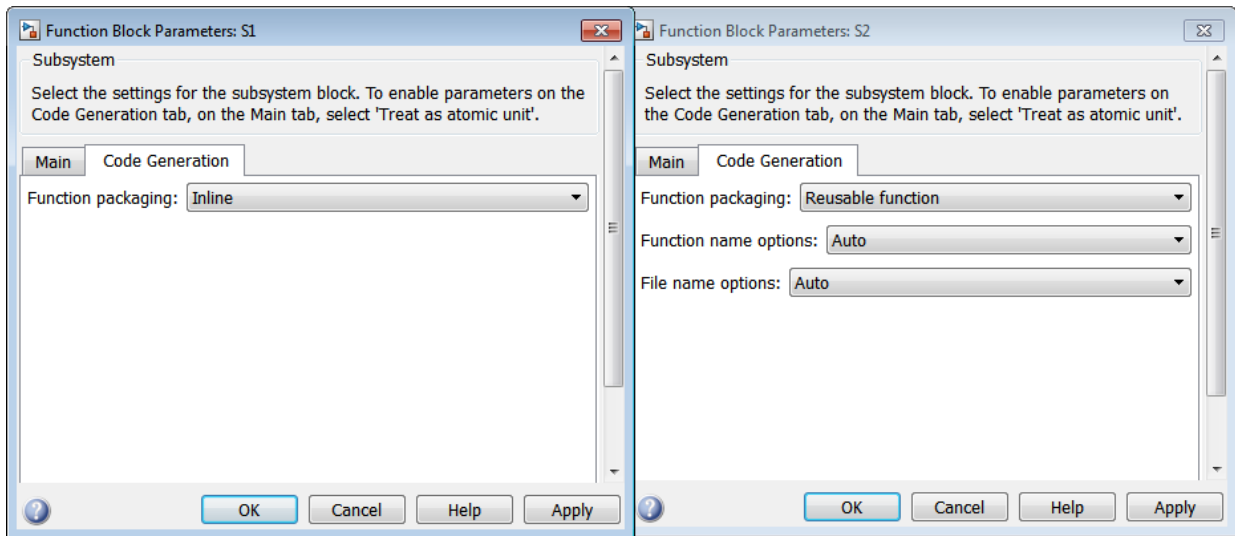 Function Block Parameters: S1
Subsystem
Select the settings for the subsystem block. To enable parameters on the
Code Generation tab, on the Main tab, select 'Treat as atomic unit'.
Main Code Generation
Function packaging: Inline
OK Cancel Help Apply
Function Block Parameters: S2
Subsystem
Select the settings for the subsystem block. To enable parameters on
the Code Generation tab, on the Main tab, select 'Treat as atomic unit'.
Main Code Generation
Function packaging: Reusable function
Function name options: Auto
File name options: Auto
OK Cancel Help Apply